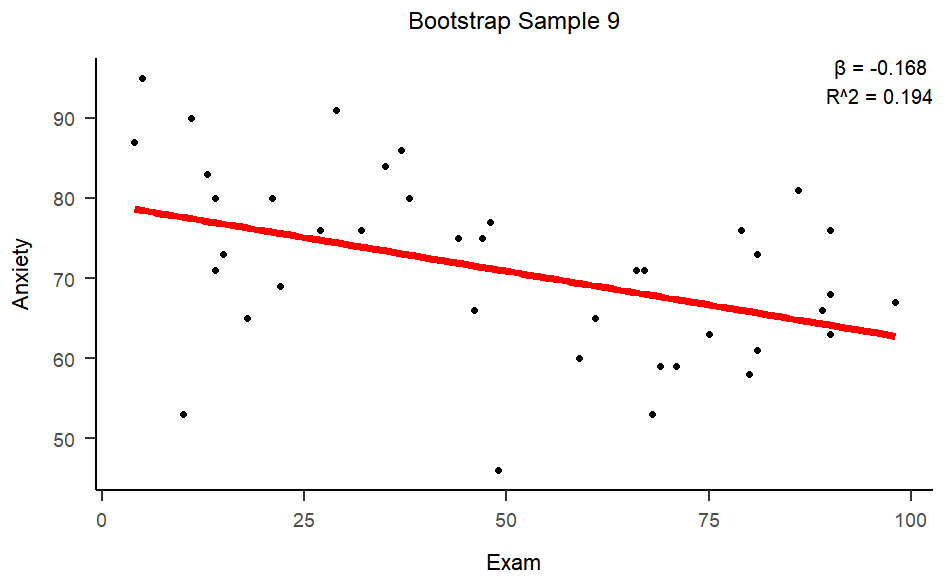 Bootstrap Sample 9
β = -0.168
R^2 = 0.194
Anxiety
90
80
70
60
50
0 25 50 75 100
Exam